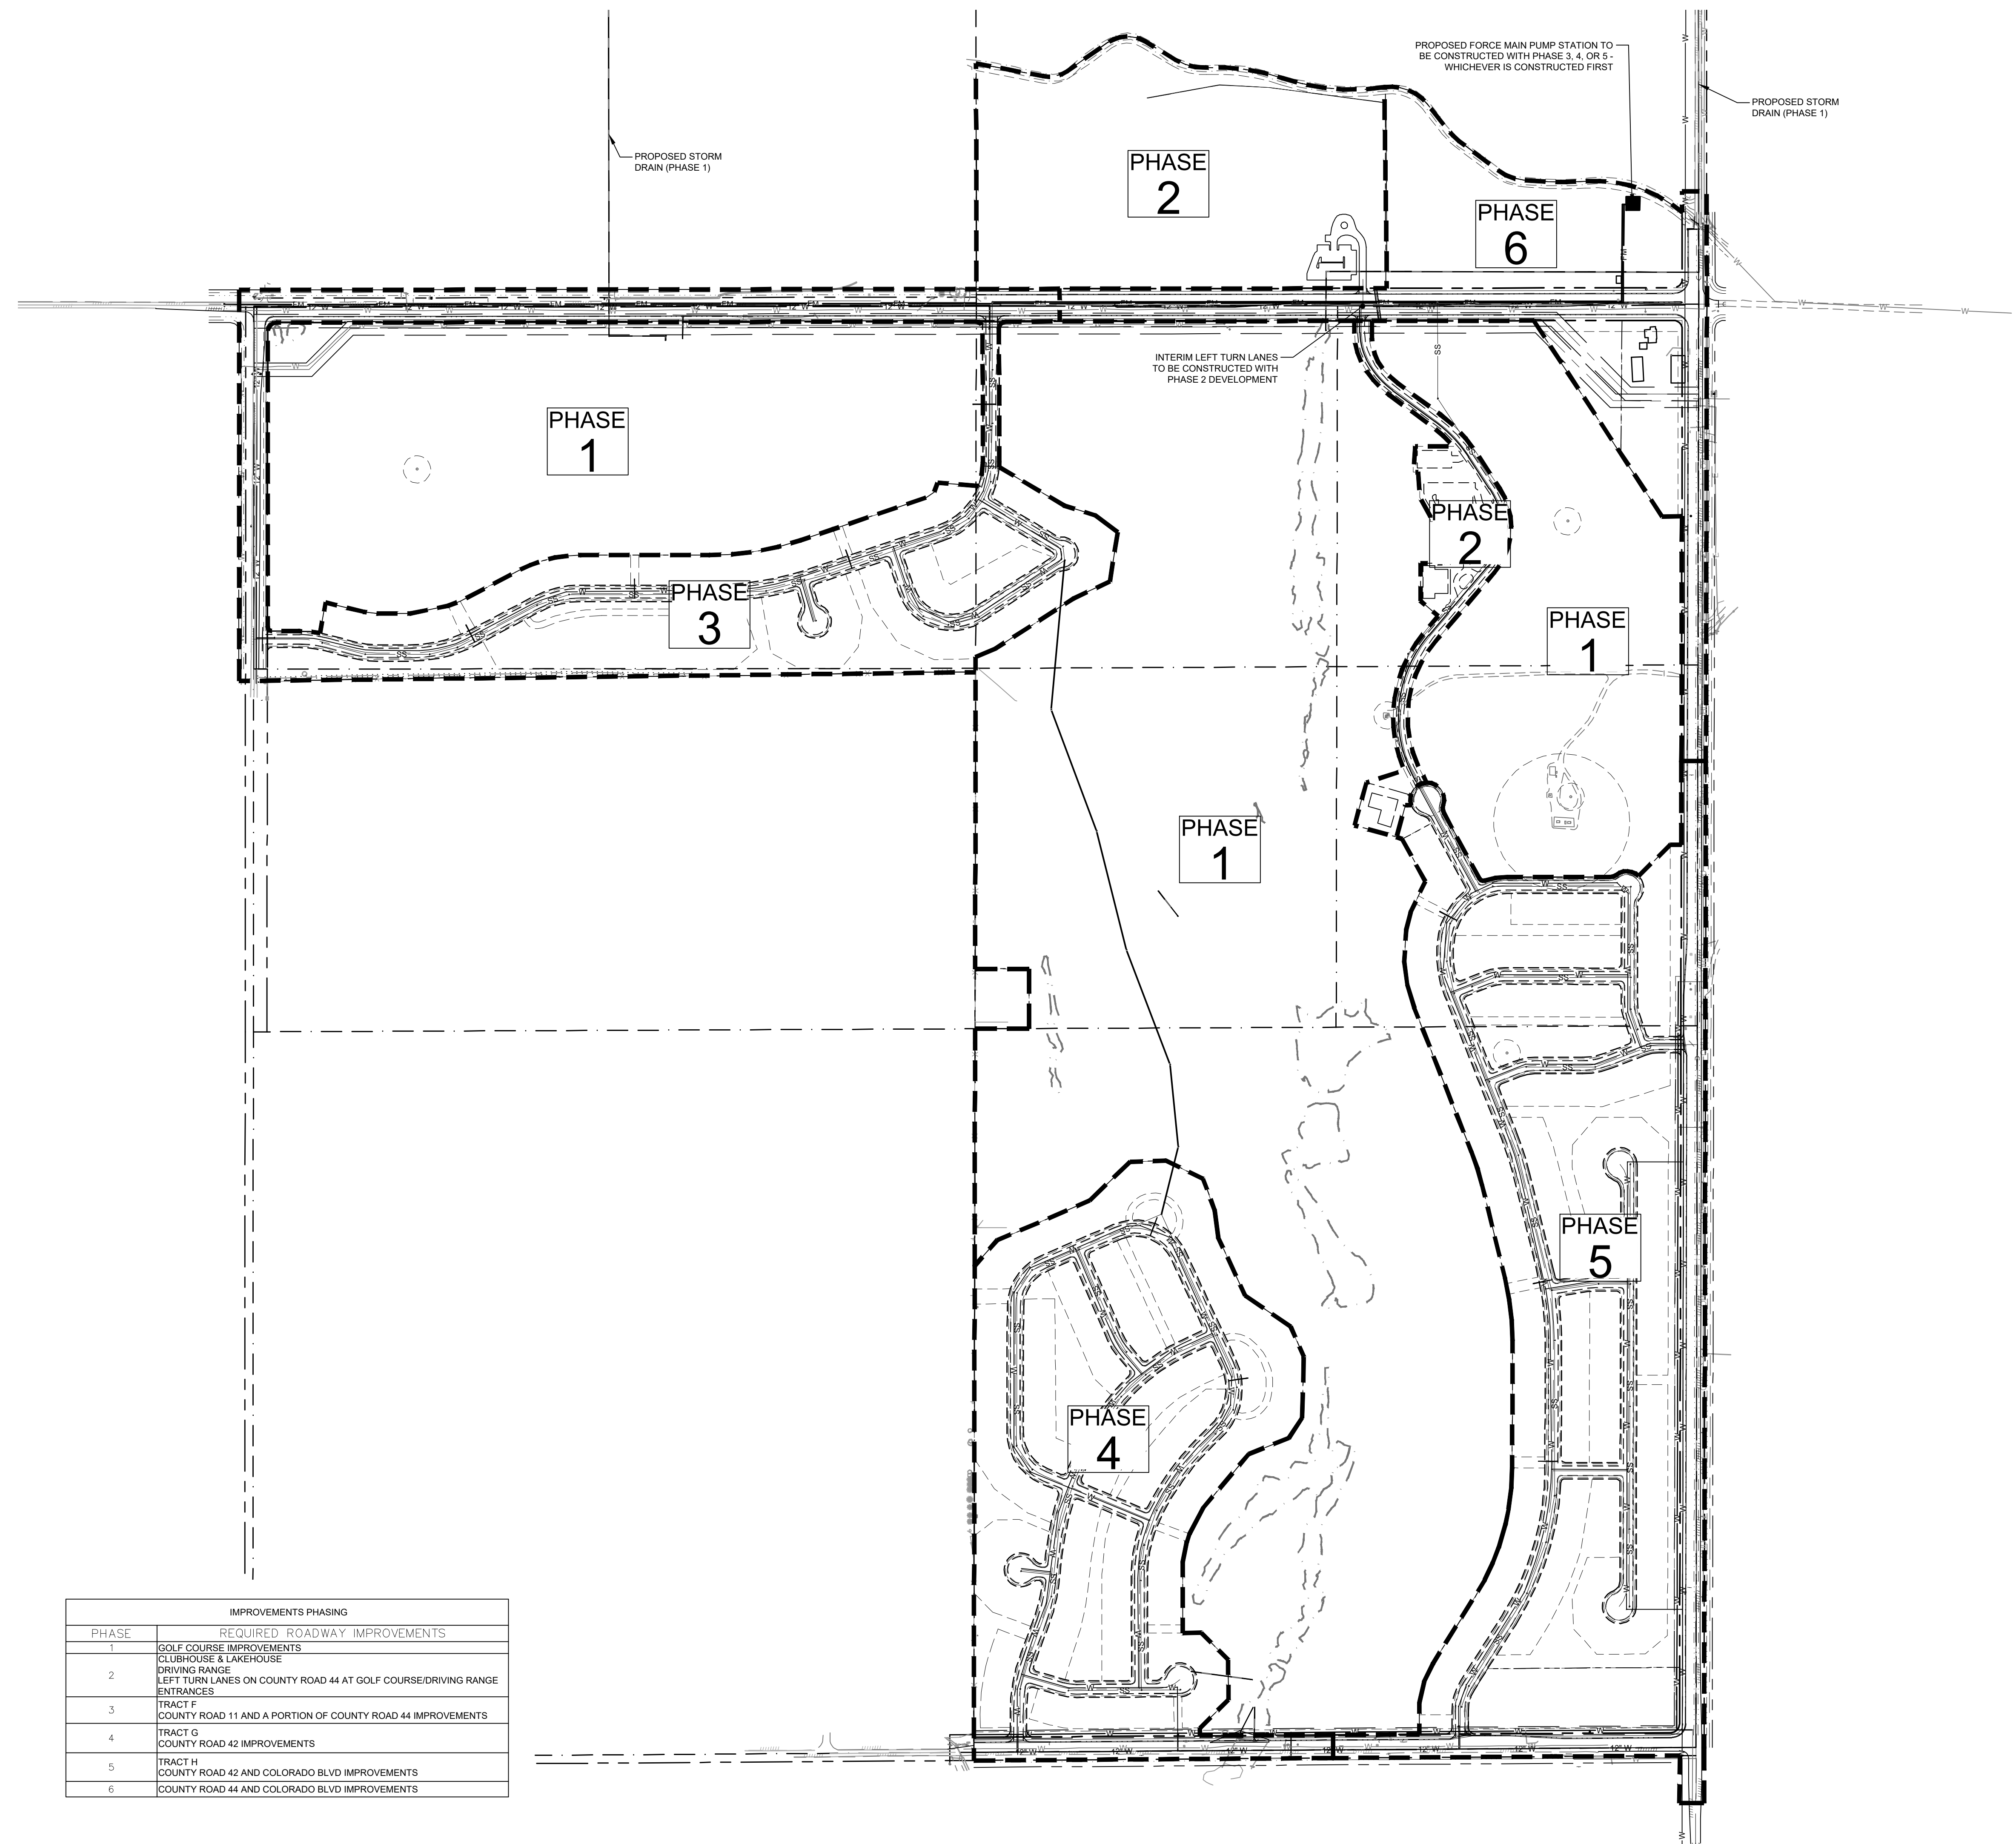 PROPOSED FORCE MAIN PUMP STATION TO
BE CONSTRUCTED WITH PHASE 3, 4, OR 5 -
WHICHEVER IS CONSTRUCTED FIRST
PROPOSED STORM
DRAIN (PHASE 1)
PROPOSED STORM
DRAIN (PHASE 1)
PHASE
2
PHASE
6
INTERIM LEFT TURN LANES
TO BE CONSTRUCTED WITH
PHASE 2 DEVELOPMENT
PHASE
1
PHASE
2
PHASE
3
PHASE
1
PHASE
1
PHASE
5
PHASE
4
IMPROVEMENTS PHASING
PHASE REQUIRED ROADWAY IMPROVEMENTS
1 GOLF COURSE IMPROVEMENTS
2 CLUBHOUSE & LAKEHOUSE
DRIVING RANGE
LEFT TURN LANES ON COUNTY ROAD 44 AT GOLF COURSE/DRIVING RANGE
ENTRANCES
3 TRACT F
COUNTY ROAD 11 AND A PORTION OF COUNTY ROAD 44 IMPROVEMENTS
4 TRACT G
COUNTY ROAD 42 IMPROVEMENTS
5 TRACT H
COUNTY ROAD 42 AND COLORADO BLVD IMPROVEMENTS
6 COUNTY ROAD 44 AND COLORADO BLVD IMPROVEMENTS